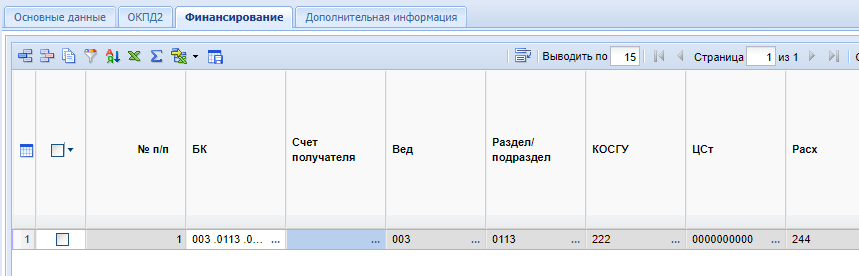 Основные данные ОКПД2 Финансирование Дополнительная информация
Выводить по 15 Страница 1 из 1
№ п/п БК Счет получателя Вед Раздел/подраздел КОСГУ ЦСт Расх
1 1 003 .0113 .0... ... ... 003 ... 0113 ... 222 ... 0000000000 ... 244